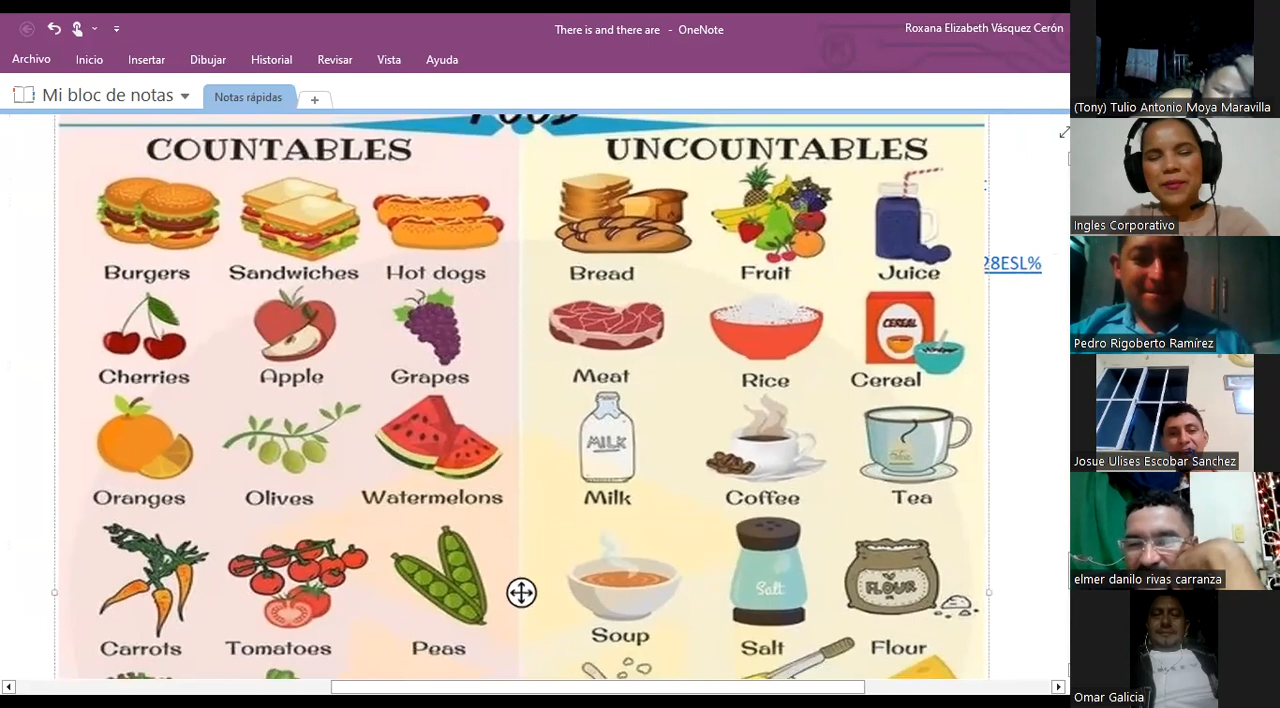 There is and there are - OneNote
Roxana Elizabeth Vásquez Cerón
Archivo Inicio Insertar Dibujar Historial Revisar Vista Ayuda
Mi bloc de notas
Notas rápidas
FOOD
COUNTABLES
UNCOUNTABLES
Burgers Sandwiches Hot dogs
Bread Fruit Juice
28ESL%
CEREAL
Cherries Apple Grapes
Meat Rice Cereal
MILK
Tea
Oranges Olives Watermelons
Milk Coffee Tea
Salt
FLOUR
Carrots Tomatoes Peas
Soup Salt Flour
(Tony) Tulio Antonio Moya Maravilla
Ingles Corporativo
Pedro Rigoberto Ramírez
Josue Ulises Escobar Sanchez
elmer danilo rivas carranza
Omar Galicia